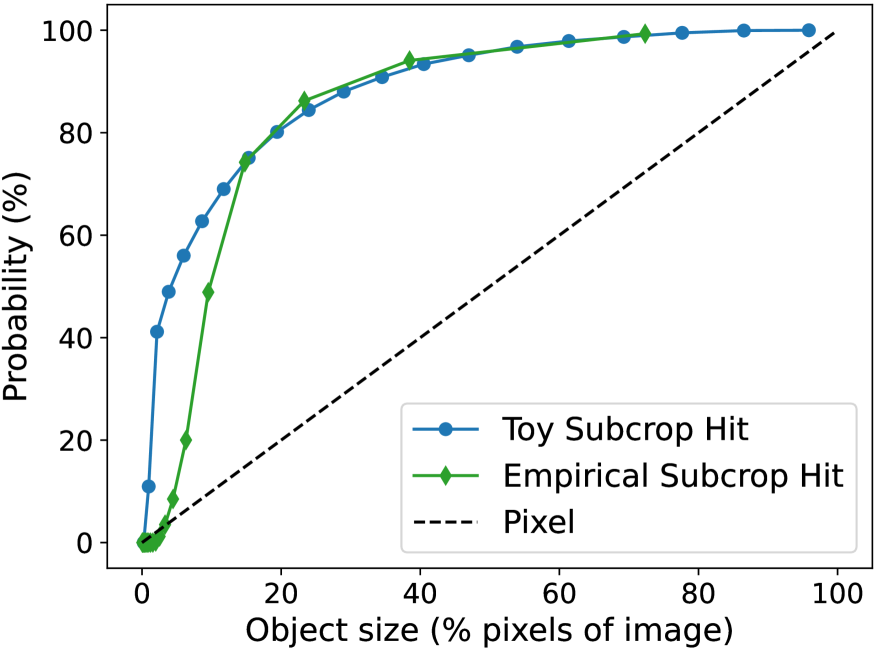 Probability (%)
100
80
60
40
20
0
Toy Subcrop Hit
Empirical Subcrop Hit
Pixel
0 20 40 60 80 100
Object size (% pixels of image)